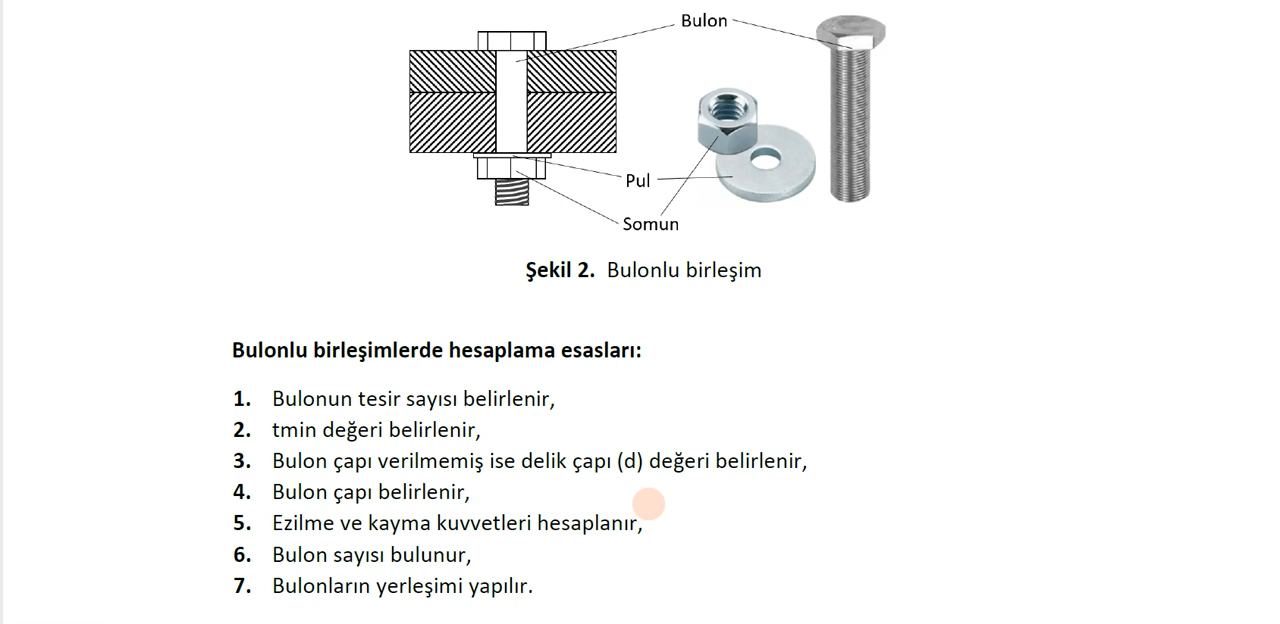 Bulon
Pul
Somun
Şekil 2. Bulonlu birleşim
Bulonlu birleşimlerde hesaplama esasları:
1. Bulonun tesir sayısı belirlenir,
2. tmin değeri belirlenir,
3. Bulon çapı verilmemiş ise delik çapı (d) değeri belirlenir,
4. Bulon çapı belirlenir,
5. Ezilme ve kayma kuvvetleri hesaplanır,
6. Bulon sayısı bulunur,
7. Bulonların yerleşimi yapılır.